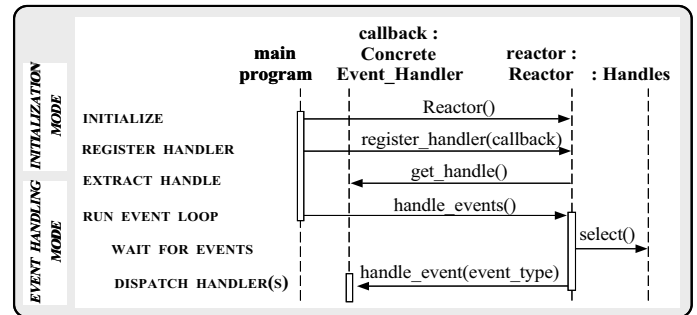 callback :
main Concrete reactor :
program Event_Handler Reactor : Handles
INITIALIZATION
MODE
INITIALIZE Reactor()
REGISTER HANDLER register_handler(callback)
EXTRACT HANDLE get_handle()
EVENT HANDLING
MODE
RUN EVENT LOOP handle_events()
WAIT FOR EVENTS select()
DISPATCH HANDLER(S) handle_event(event_type)